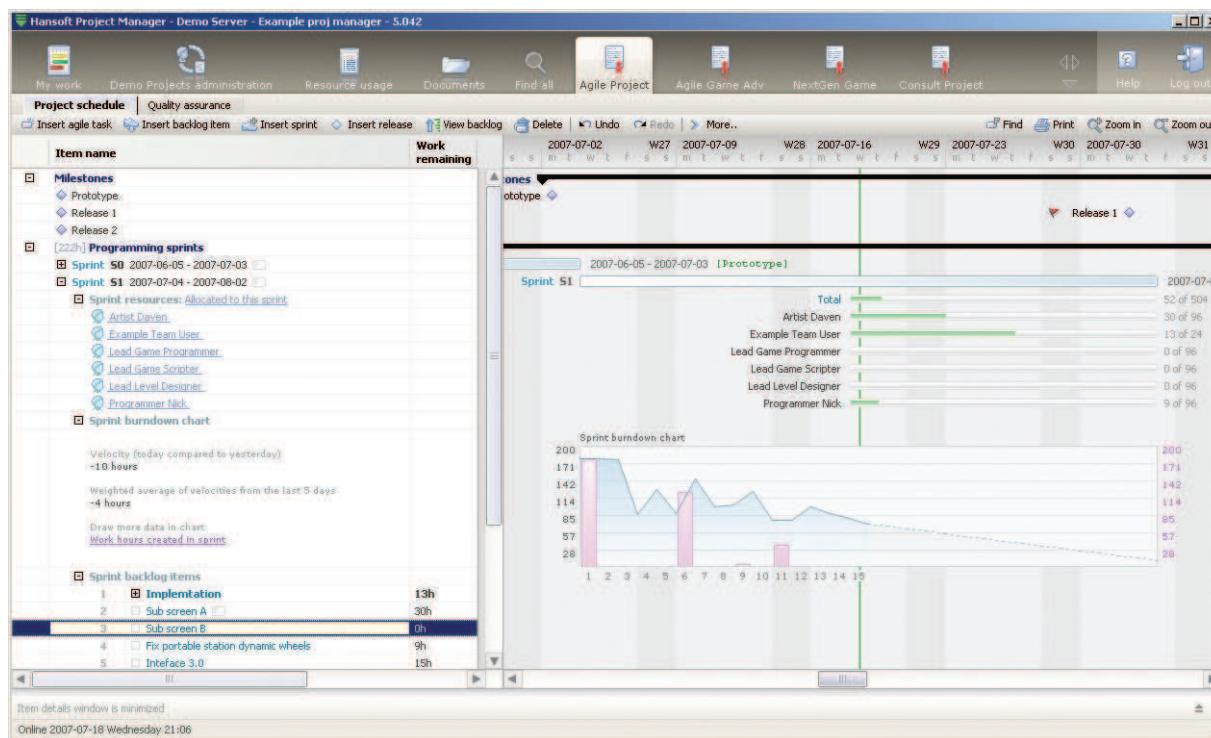 Hansoft Project Manager - Demo Server - Example proj manager - 5.042
My work Demo Projects administration Resource usage Documents Find all Agile Project Agile Game Adv NextGen Game Consult Project Help Log out
Project schedule Quality assurance
Insert agile task Insert backlog item Insert sprint Insert release View backlog Delete Undo Redo More.. Find Print Zoom in Zoom ou
Item name Work remaining
2007-07-02 W27 2007-07-09 W28 2007-07-16 W29 2007-07-23 W30 2007-07-30 W31
s s m t w t f s s m t w t f s s m t w t f s s m t w t f s s m t w t f s s
Milestones ones
Prototype ototype
Release 1 Release 1
Release 2
[222h] Programming sprints
Sprint S0 2007-06-05 - 2007-07-03 2007-06-05 - 2007-07-03 [Prototype]
Sprint S1 2007-07-04 - 2007-08-02 Sprint S1 2007-07-
Sprint resources: Allocated to this sprint Total 52 of 504
Artist Daven Artist Daven 30 of 96
Example Team User Example Team User 13 of 24
Lead Game Programmer Lead Game Programmer 0 of 96
Lead Game Scripter Lead Game Scripter 0 of 96
Lead Level Designer Lead Level Designer 0 of 96
Programmer Nick Programmer Nick 9 of 96
Sprint burndown chart
Velocity (today compared to yesterday)
-10 hours
Weighted average of velocities from the last 5 days
-4 hours
Draw more data in chart
Work hours created in sprint
Sprint burndown chart
200 200
171 171
142 142
114 114
85 85
57 57
28 28
1 2 3 4 5 6 7 8 9 10 11 12 13 14 15
Sprint backlog items
1 Implemtation 13h
2 Sub screen A 30h
3 Sub screen B 0h
4 Fix portable station dynamic wheels 9h
5 Inteface 3.0 15h
Item details window is minimized
Online 2007-07-18 Wednesday 21:06